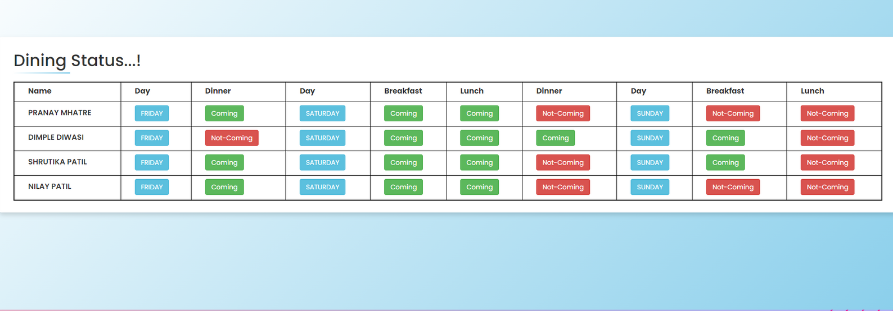 Dining Status...!
Name Day Dinner Day Breakfast Lunch Dinner Day Breakfast Lunch
PRANAY MHATRE FRIDAY Coming SATURDAY Coming Coming Not-Coming SUNDAY Not-Coming Not-Coming
DIMPLE DIWASI FRIDAY Not-Coming SATURDAY Coming Coming Coming SUNDAY Coming Not-Coming
SHRUTIKA PATIL FRIDAY Coming SATURDAY Coming Coming Not-Coming SUNDAY Coming Not-Coming
NILAY PATIL FRIDAY Coming SATURDAY Coming Coming Not-Coming SUNDAY Not-Coming Not-Coming